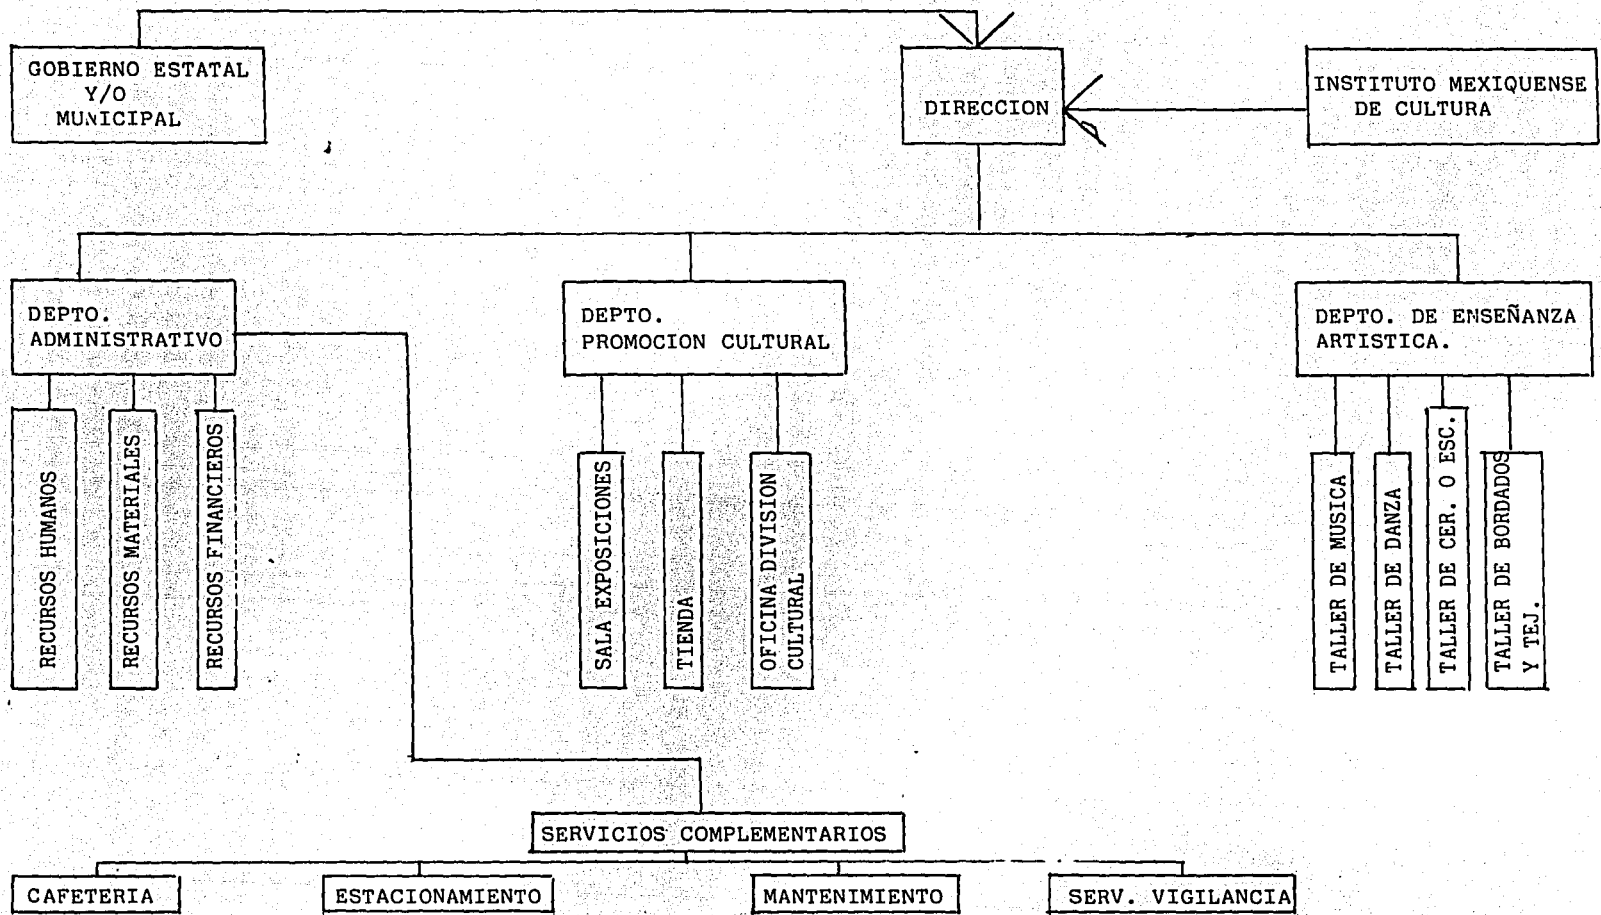 GOBIERNO ESTATAL
Y/O
MUNICIPAL
DIRECCION
INSTITUTO MEXIQUENSE
DE CULTURA
DEPTO.
ADMINISTRATIVO
DEPTO.
PROMOCION CULTURAL
DEPTO. DE ENSEÑANZA
ARTISTICA.
RECURSOS HUMANOS
RECURSOS MATERIALES
RECURSOS FINANCIEROS
SALA EXPOSICIONES
TIENDA
OFICINA DIVISION
CULTURAL
TALLER DE MUSICA
TALLER DE DANZA
TALLER DE CER. O ESC.
TALLER DE BORDADOS
Y TEJ.
SERVICIOS COMPLEMENTARIOS
CAFETERIA
ESTACIONAMIENTO
MANTENIMIENTO
SERV. VIGILANCIA